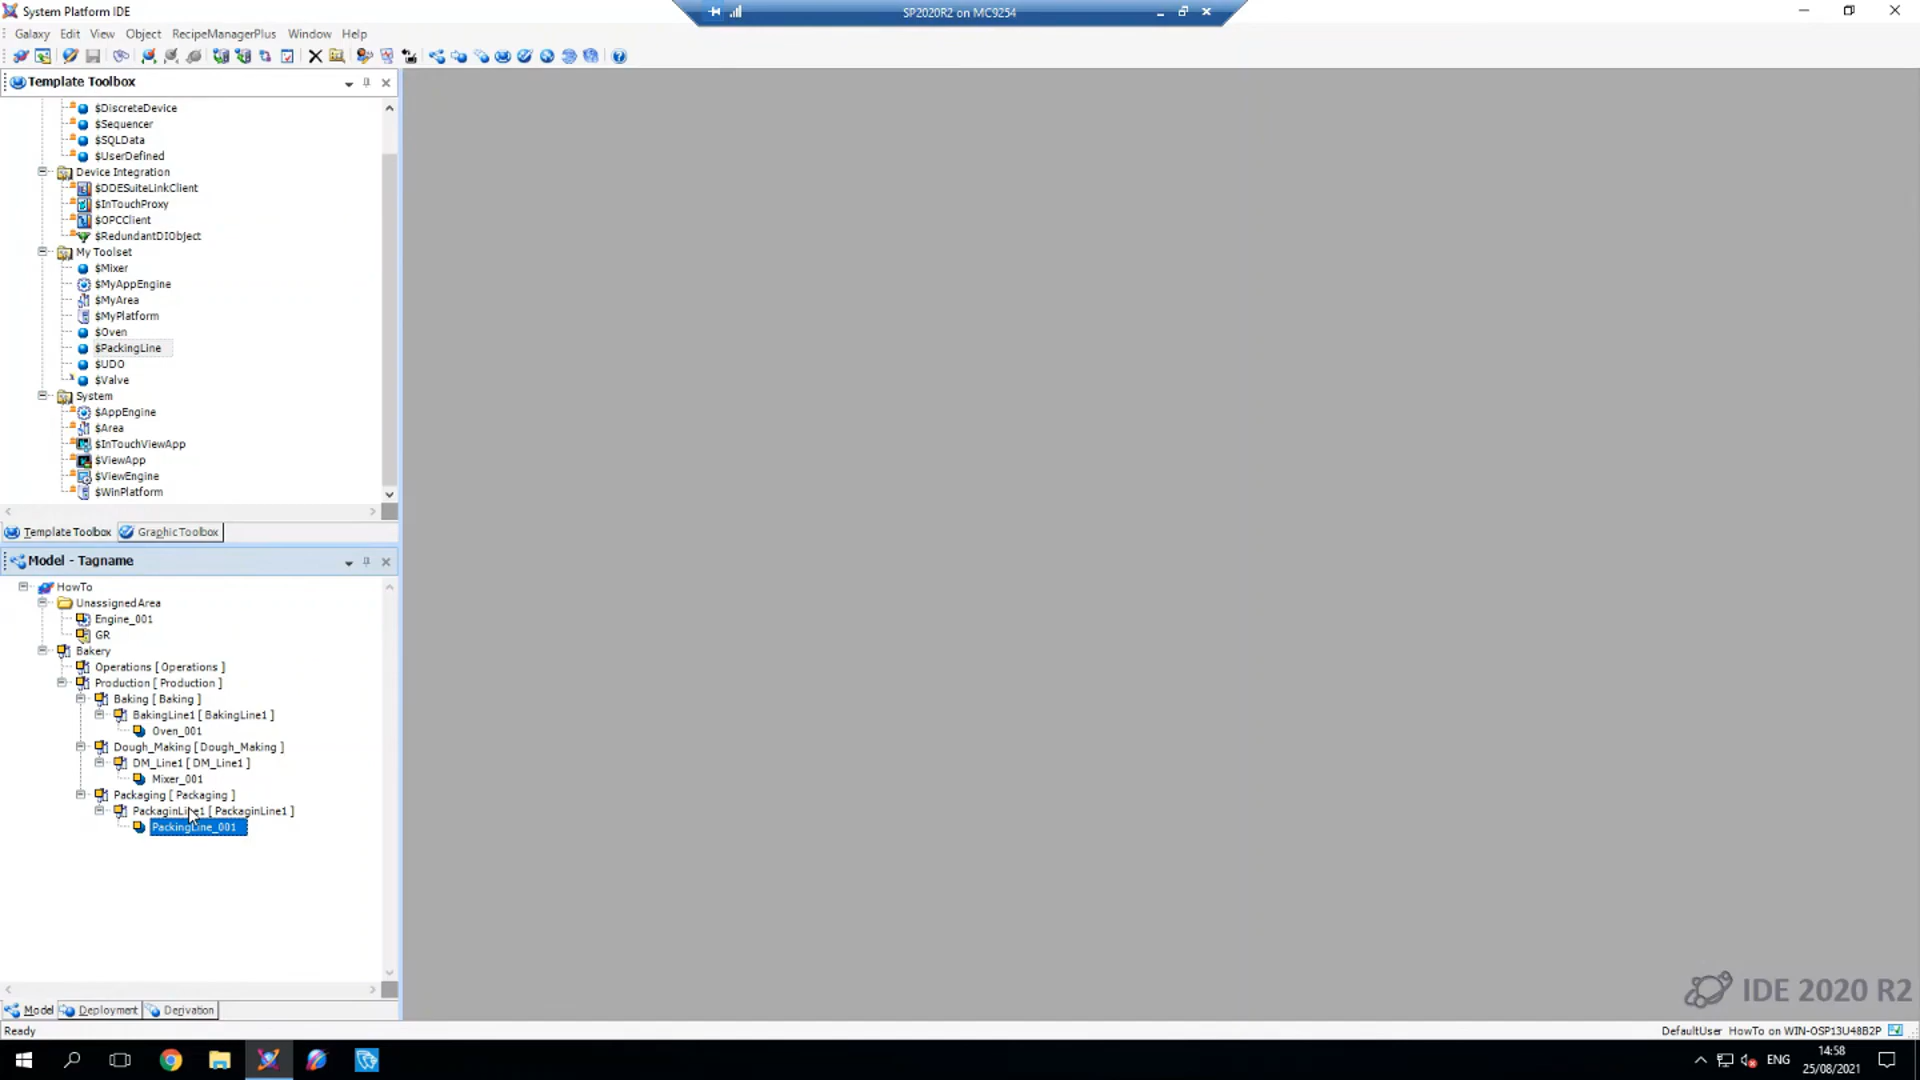 System Platform IDE
SP2020R2 on MC9254
Galaxy Edit View Object RecipeManagerPlus Window Help
Template Toolbox
$DiscreteDevice
$Sequencer
$SQLData
$UserDefined
Device Integration
$DDESuiteLinkClient
$InTouchProxy
$OPCClient
$RedundantDIObject
My Toolset
$Mixer
$MyAppEngine
$MyArea
$MyPlatform
$Oven
$PackingLine
$UDO
$Valve
System
$AppEngine
$Area
$InTouchViewApp
$ViewApp
$ViewEngine
$WinPlatform
Template Toolbox Graphic Toolbox
Model - Tagname
HowTo
Unassigned Area
Engine_001
GR
Bakery
Operations [ Operations ]
Production [ Production ]
Baking [ Baking ]
BakingLine1 [ BakingLine1 ]
Oven_001
Dough_Making [ Dough_Making ]
DM_Line1 [ DM_Line1 ]
Mixer_001
Packaging [ Packaging ]
PackaginLine1 [ PackaginLine1 ]
PackingLine_001
IDE 2020 R2
Model Deployment Derivation
Ready
DefaultUser HowTo on WIN-OSP13U48B2P
ENG
14:58
25/08/2021